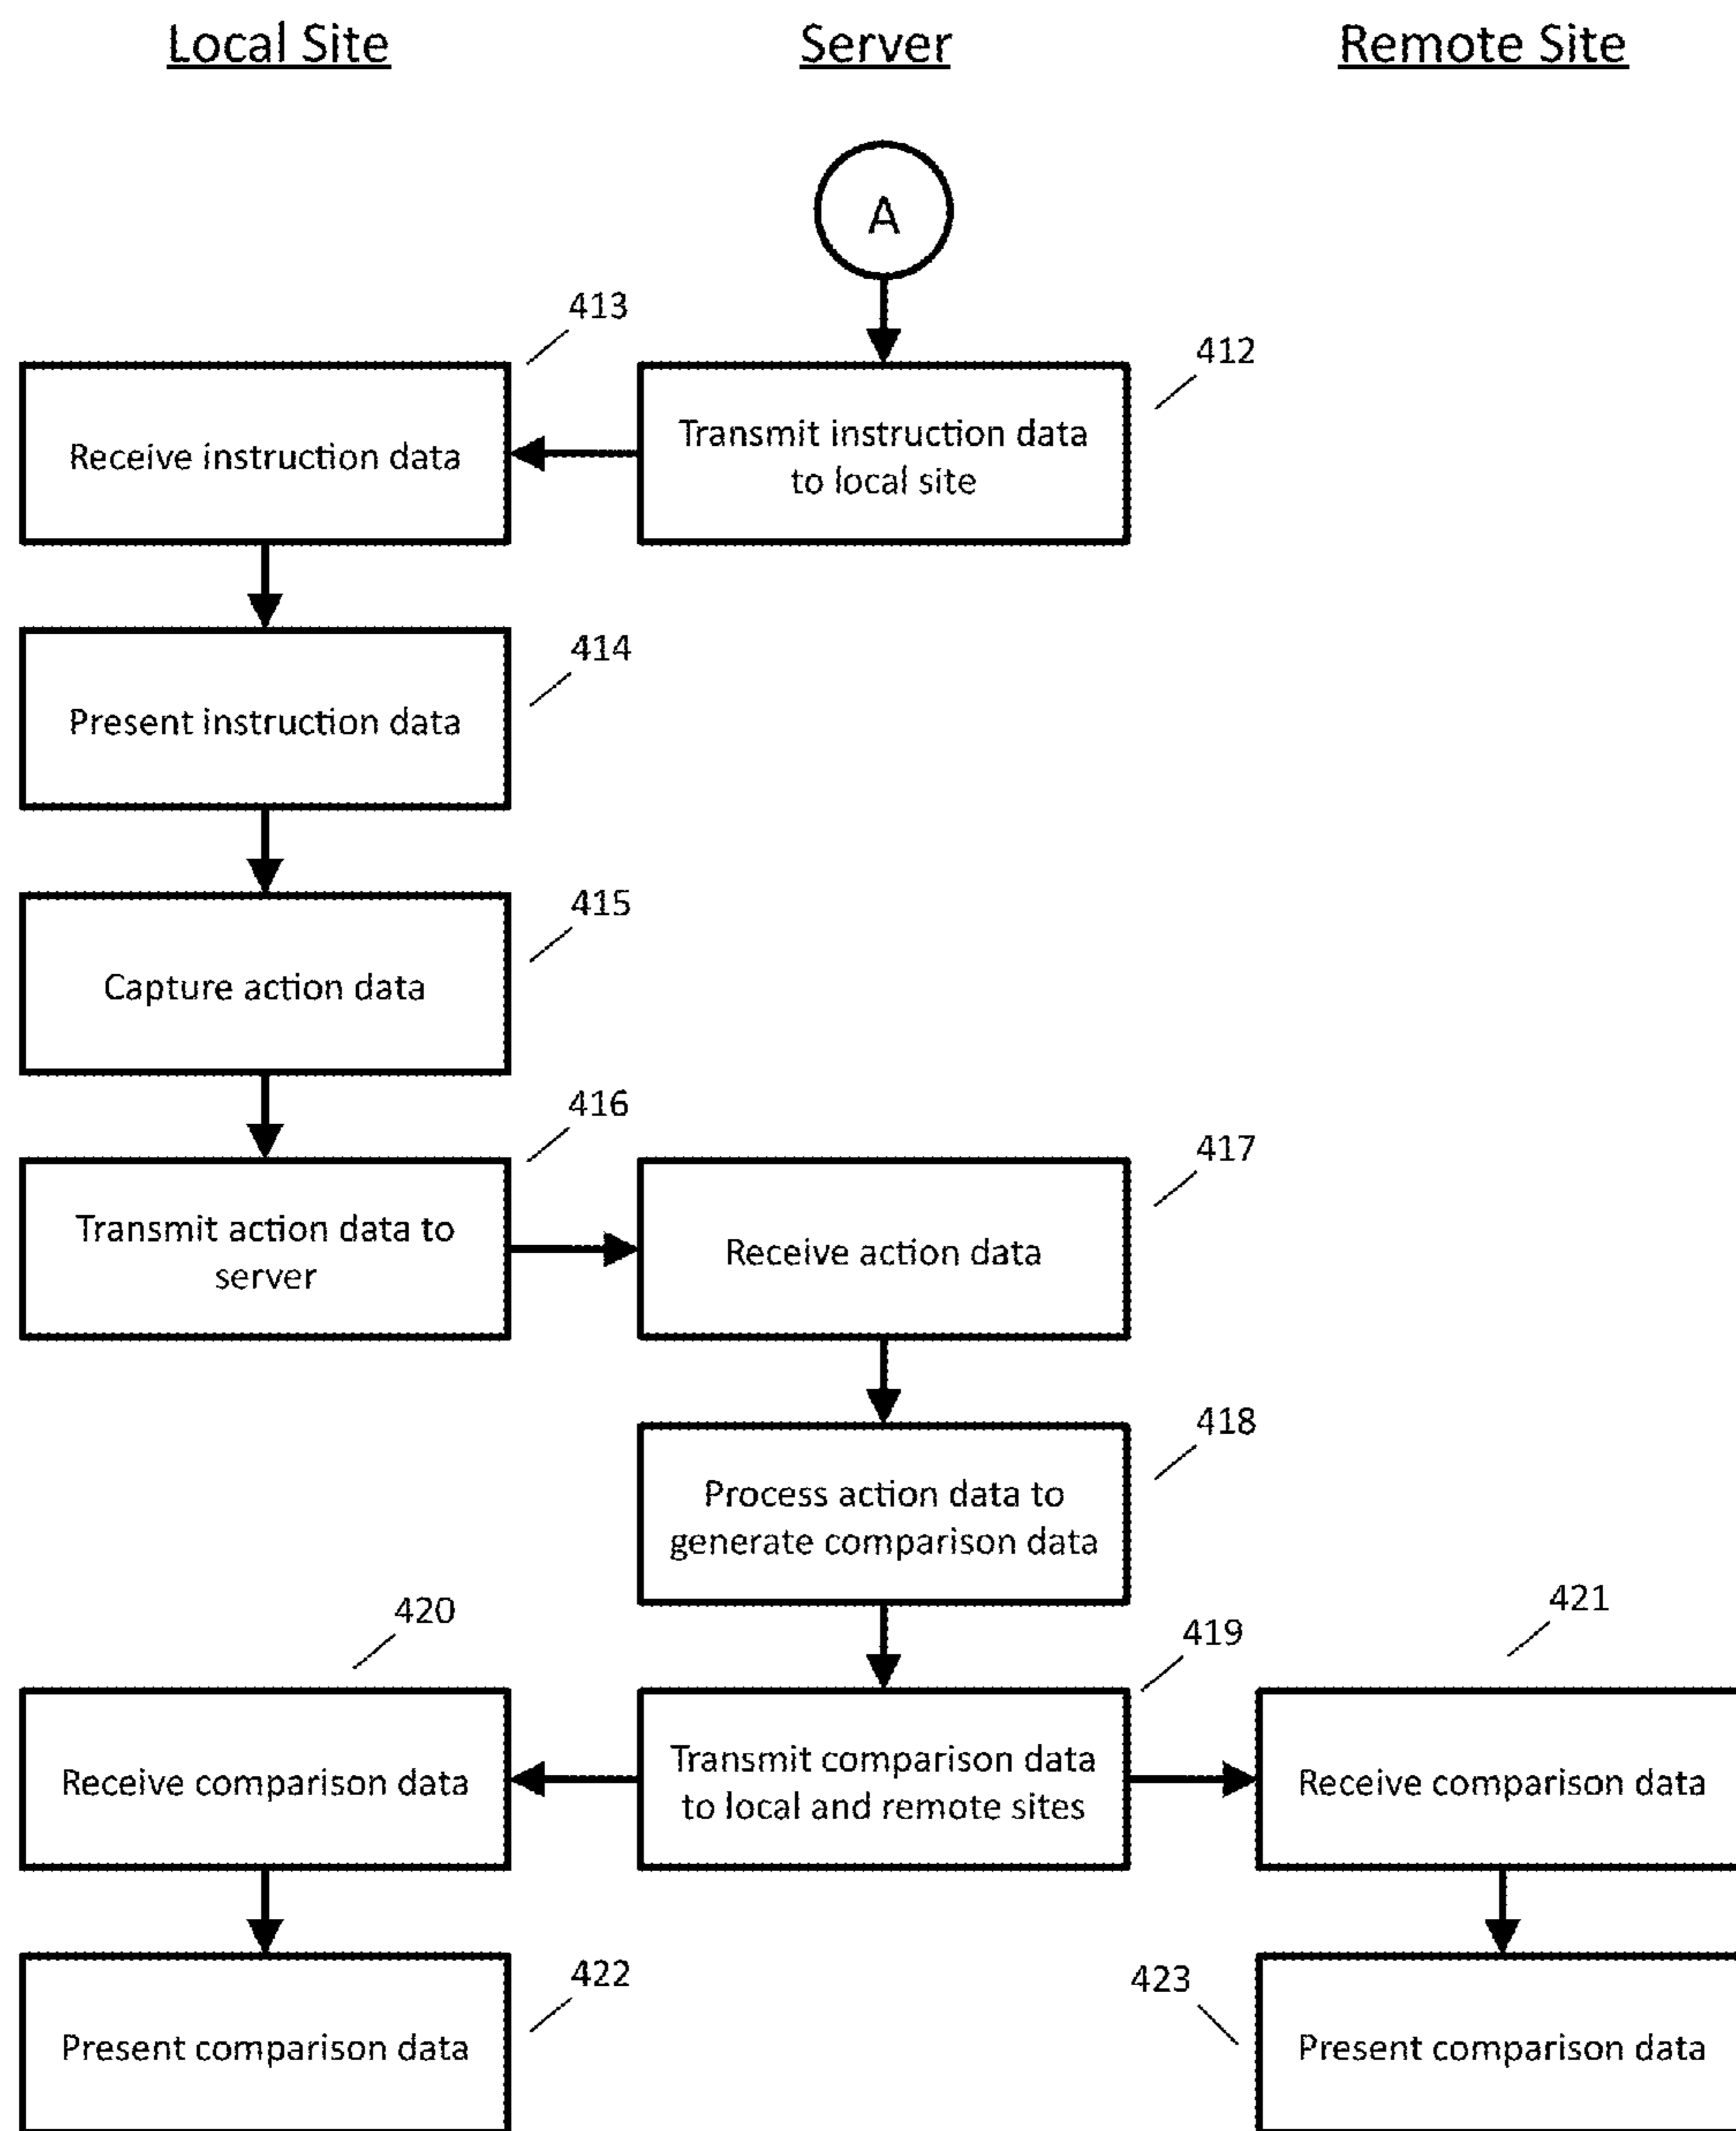 Local Site
Server
Remote Site
A
413
412
Receive instruction data
Transmit instruction data
to local site
414
Present instruction data
415
Capture action data
416
417
Transmit action data to
server
Receive action data
418
Process action data to
generate comparison data
420
419
421
Receive comparison data
Transmit comparison data
to local and remote sites
Receive comparison data
422
423
Present comparison data
Present comparison data